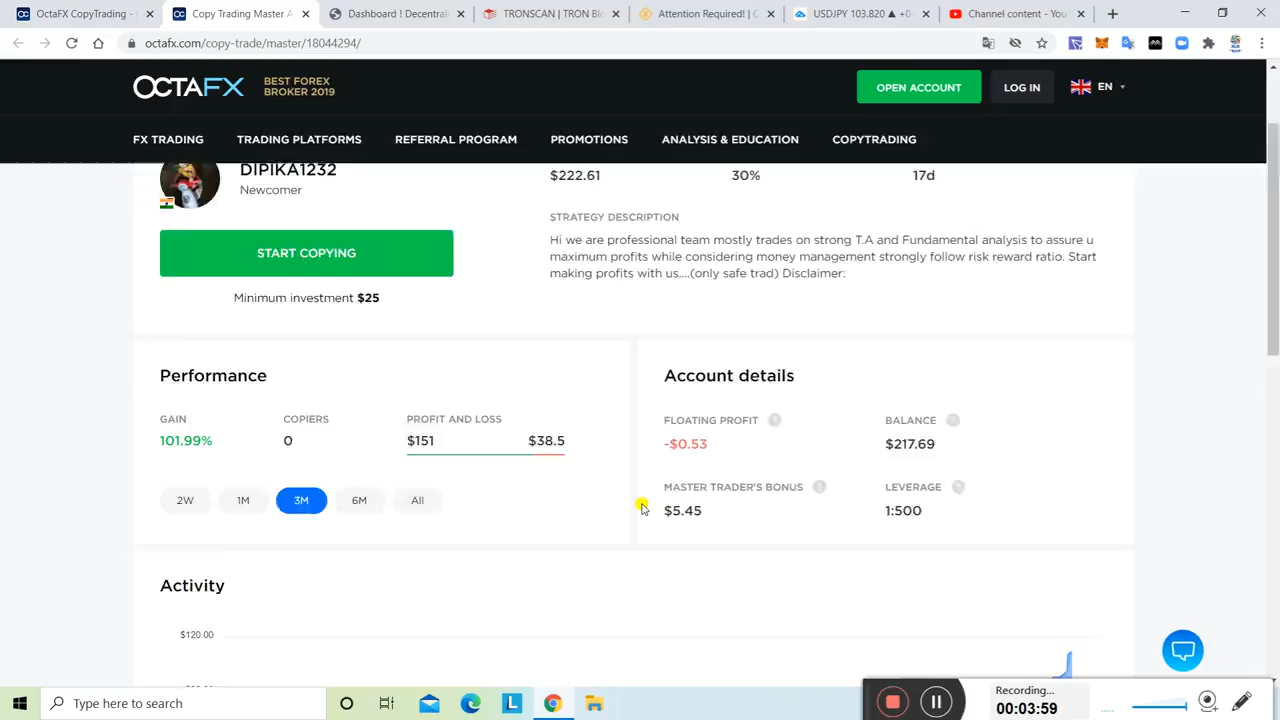 OctaFX CopyTrading -
Copy Trading Master A
Dashboard ! Decentral
TRONSCAN | TRON Bl
Attention Required! | C
USDJPY 103.820 ▲ +0
Channel content - You
octafx.com/copy-trade/master/18044294/
OCTAFX
BEST FOREX
BROKER 2019
OPEN ACCOUNT
LOG IN
EN
FX TRADING
TRADING PLATFORMS
REFERRAL PROGRAM
PROMOTIONS
ANALYSIS & EDUCATION
COPYTRADING
DIPIKA1232
Newcomer
$222.61
30%
17d
START COPYING
Minimum investment $25
STRATEGY DESCRIPTION
Hi we are professional team mostly trades on strong T.A and Fundamental analysis to assure u
maximum profits while considering money management strongly follow risk reward ratio. Start
making profits with us....(only safe trad) Disclaimer:
Performance
GAIN
COPIERS
PROFIT AND LOSS
101.99%
0
$151
$38.5
2W
1M
3M
6M
All
Account details
FLOATING PROFIT
BALANCE
-$0.53
$217.69
MASTER TRADER'S BONUS
LEVERAGE
$5.45
1:500
Activity
$120.00
Type here to search
Recording...
00:03:59